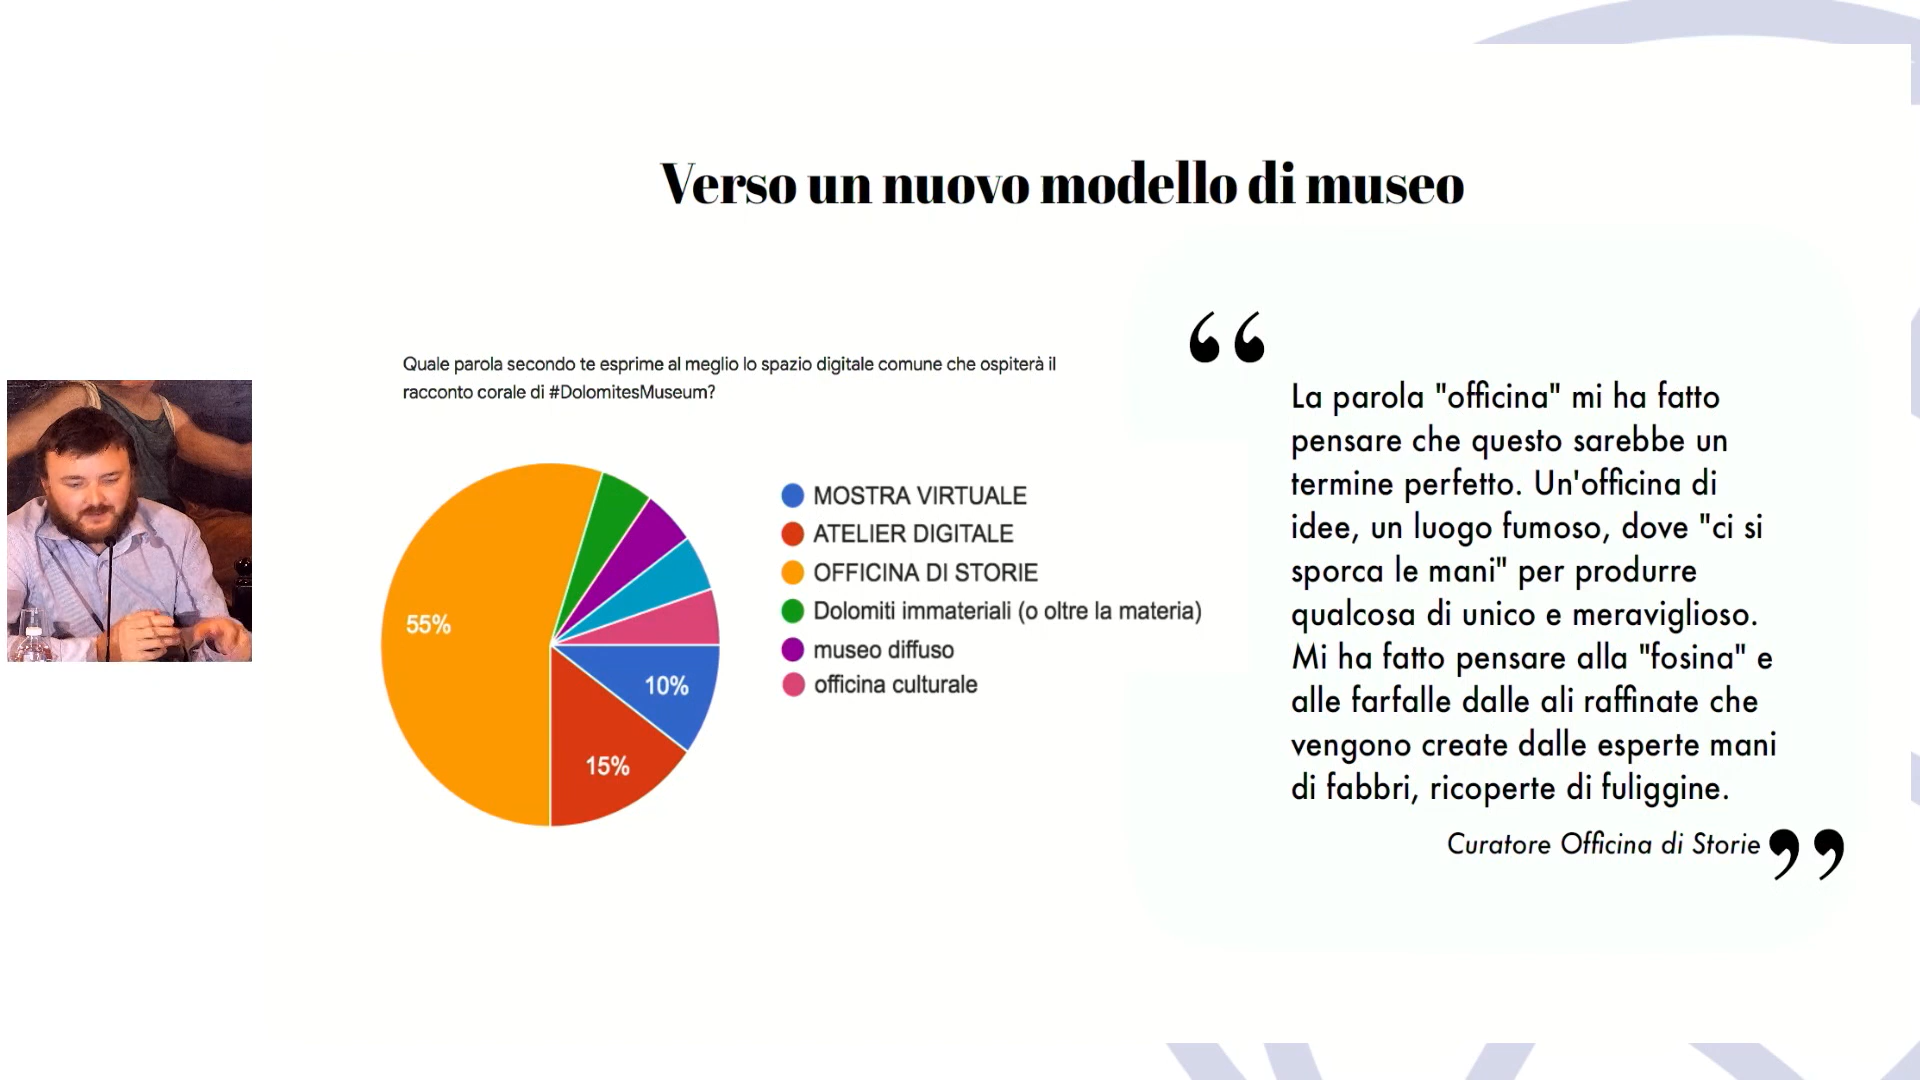 Verso un nuovo modello di museo
Quale parola secondo te esprime al meglio lo spazio digitale comune che ospiterà il
racconto corale di #DolomitesMuseum?
55%
10%
15%
MOSTRA VIRTUALE
ATELIER DIGITALE
OFFICINA DI STORIE
Dolomiti immateriali (o oltre la materia)
museo diffuso
officina culturale
“
La parola "officina" mi ha fatto
pensare che questo sarebbe un
termine perfetto. Un'officina di
idee, un luogo fumoso, dove "ci si
sporca le mani" per produrre
qualcosa di unico e meraviglioso.
Mi ha fatto pensare alla "fosina" e
alle farfalle dalle ali raffinate che
vengono create dalle esperte mani
di fabbri, ricoperte di fuliggine.
Curatore Officina di Storie ”